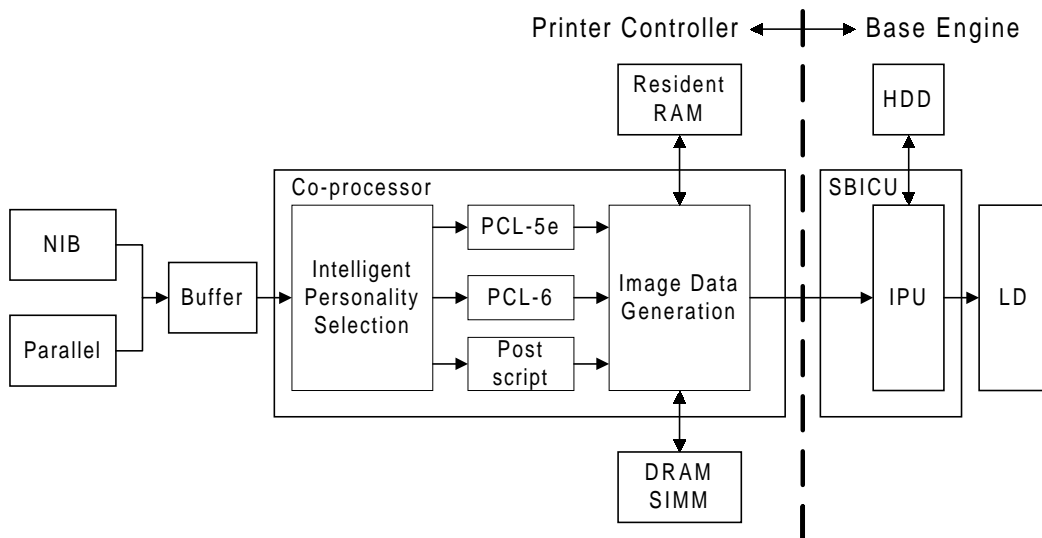 Printer Controller
Base Engine
Resident
RAM
HDD
Co-processor
SBICU
NIB
Parallel
Buffer
Intelligent
Personality
Selection
PCL-5e
PCL-6
Post
script
Image Data
Generation
IPU
LD
DRAM
SIMM